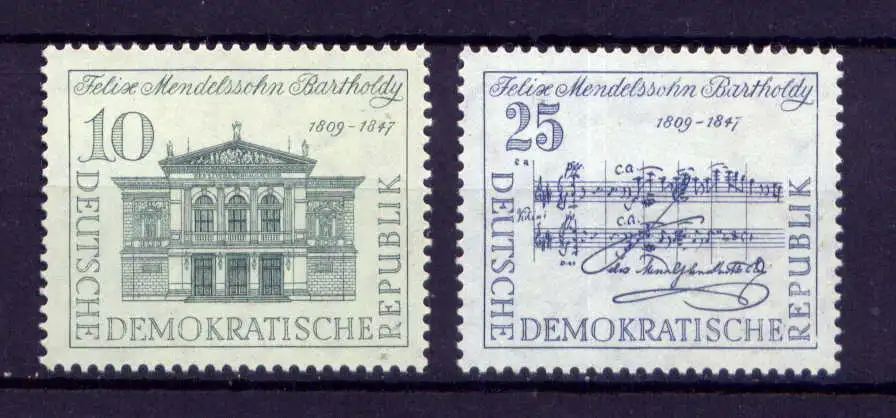 Felix Mendelssohn Bartholdy
10
1809-1847
DEUTSCHE
DEMOKRATISCHE
REPUBLIK
Felix Mendelssohn Bartholdy
25
1809-1847
c.a.
c.a.
DEUTSCHE
DEMOKRATISCHE
REPUBLIK